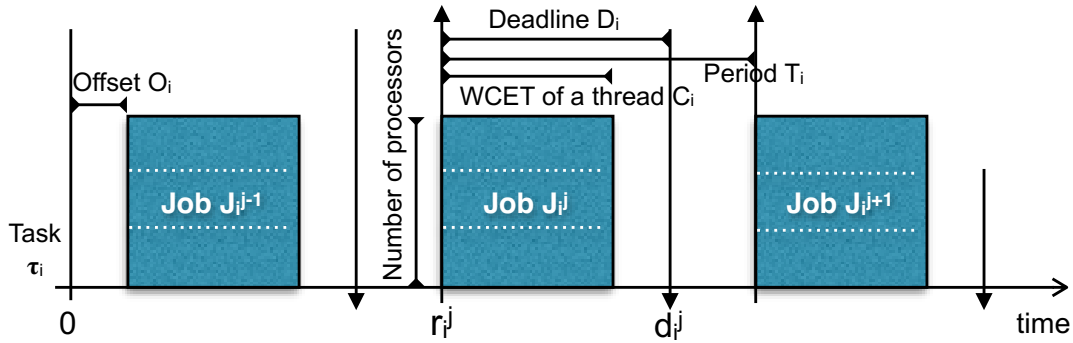 Deadline Dᵢ
Period Tᵢ
Offset Oᵢ
WCET of a thread Cᵢ
Number of processors
Job Jᵢʲ⁻¹
Job Jᵢʲ
Job Jᵢʲ⁺¹
Task
τᵢ
0
rᵢʲ
dᵢʲ
time